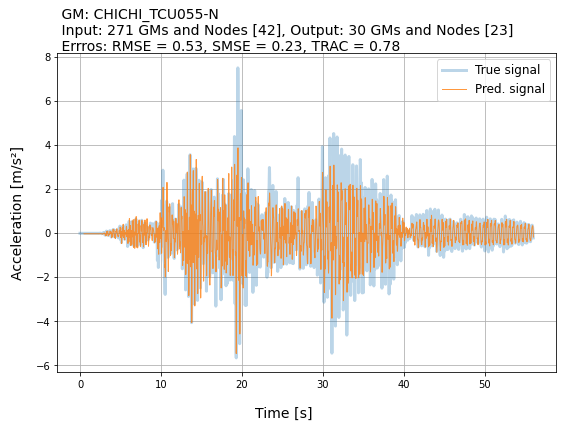 GM: CHICHI_TCU055-N
Input: 271 GMs and Nodes [42], Output: 30 GMs and Nodes [23]
Errros: RMSE = 0.53, SMSE = 0.23, TRAC = 0.78
True signal
Pred. signal
8
6
4
2
0
−2
−4
−6
Acceleration [m/s²]
0 10 20 30 40 50
Time [s]